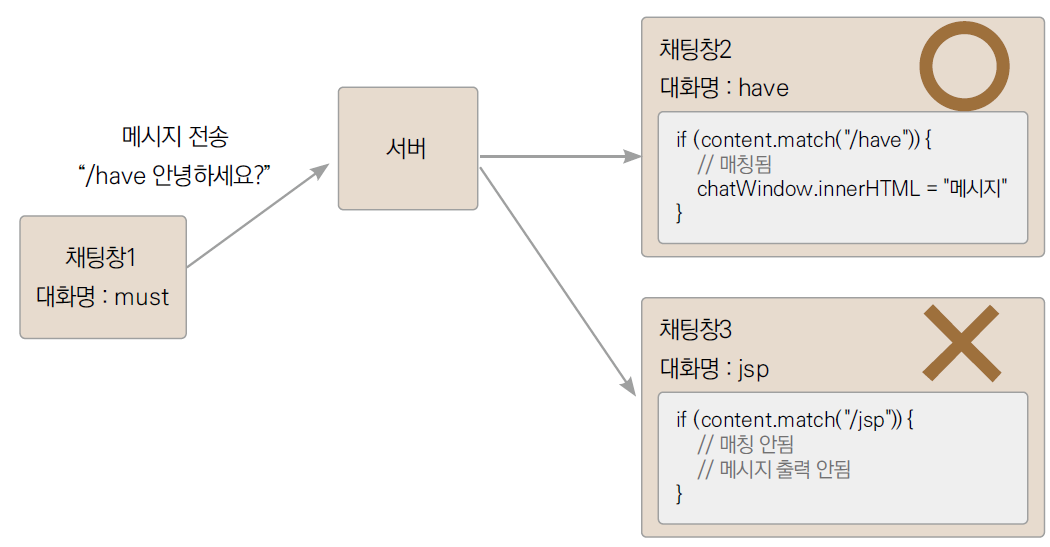 메시지 전송
“/have 안녕하세요?”
채팅창1
대화명 : must
서버
채팅창2
대화명 : have
if (content.match("/have")) {
// 매칭됨
chatWindow.innerHTML = "메시지"
}
채팅창3
대화명 : jsp
if (content.match("/jsp")) {
// 매칭 안됨
// 메시지 출력 안됨
}